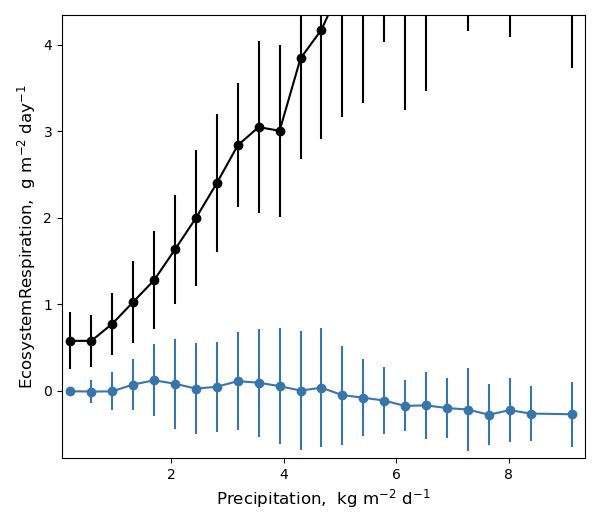 4
3
2
1
0
EcosystemRespiration, g m⁻² day⁻¹
2 4 6 8
Precipitation, kg m⁻² d⁻¹